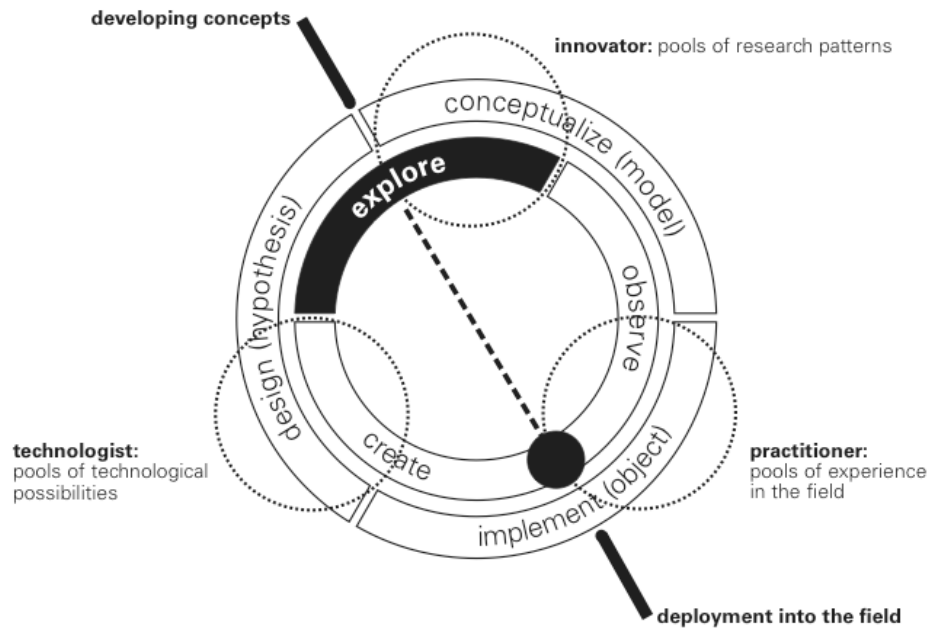 developing concepts
innovator: pools of research patterns
conceptualize (model)
explore
design (hypothesis)
observe
create
technologist:
pools of technological
possibilities
practitioner:
pools of experience
in the field
implement (object)
deployment into the field